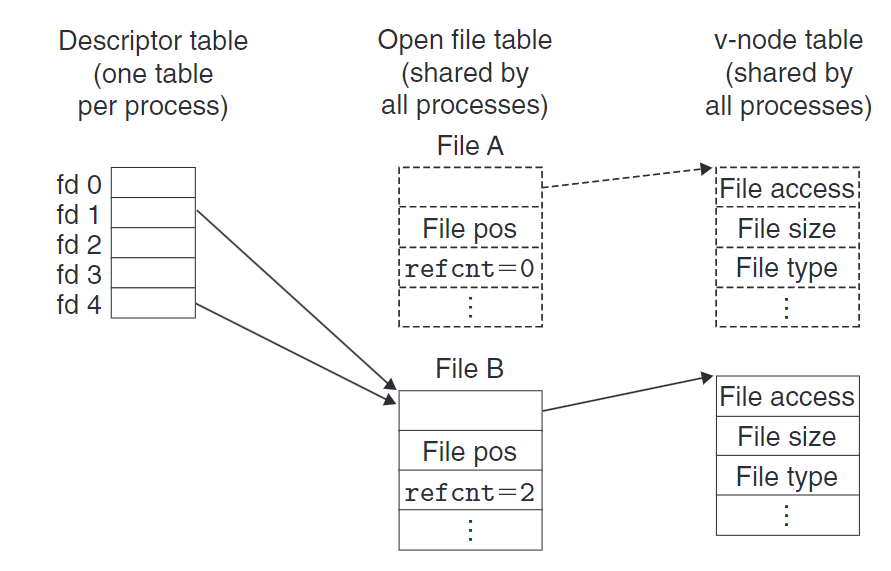 Descriptor table
(one table
per process)
Open file table
(shared by
all processes)
v-node table
(shared by
all processes)
fd 0
fd 1
fd 2
fd 3
fd 4
File A
File pos
refcnt=0
⋮
File access
File size
File type
⋮
File B
File pos
refcnt=2
⋮
File access
File size
File type
⋮